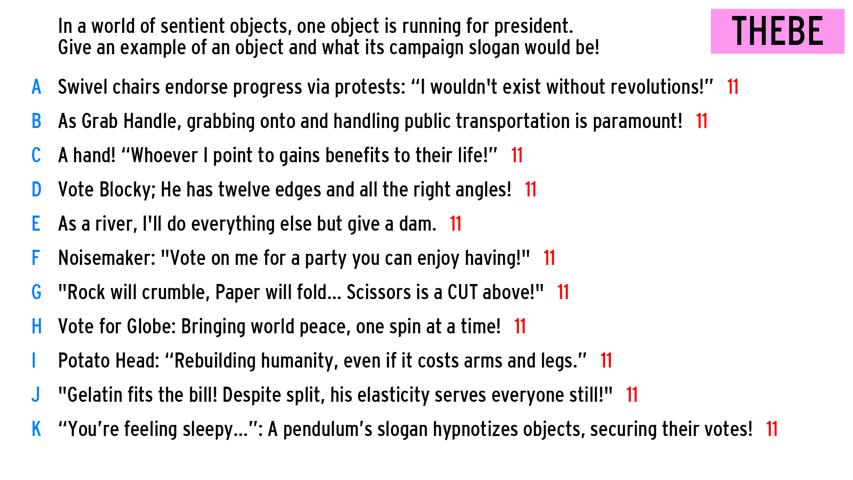 In a world of sentient objects, one object is running for president.
Give an example of an object and what its campaign slogan would be!
THEBE
A Swivel chairs endorse progress via protests: “I wouldn't exist without revolutions!” 11
B As Grab Handle, grabbing onto and handling public transportation is paramount! 11
C A hand! “Whoever I point to gains benefits to their life!” 11
D Vote Blocky; He has twelve edges and all the right angles! 11
E As a river, I'll do everything else but give a dam. 11
F Noisemaker: "Vote on me for a party you can enjoy having!" 11
G "Rock will crumble, Paper will fold... Scissors is a CUT above!" 11
H Vote for Globe: Bringing world peace, one spin at a time! 11
I Potato Head: “Rebuilding humanity, even if it costs arms and legs.” 11
J "Gelatin fits the bill! Despite split, his elasticity serves everyone still!" 11
K “You’re feeling sleepy...”: A pendulum’s slogan hypnotizes objects, securing their votes! 11